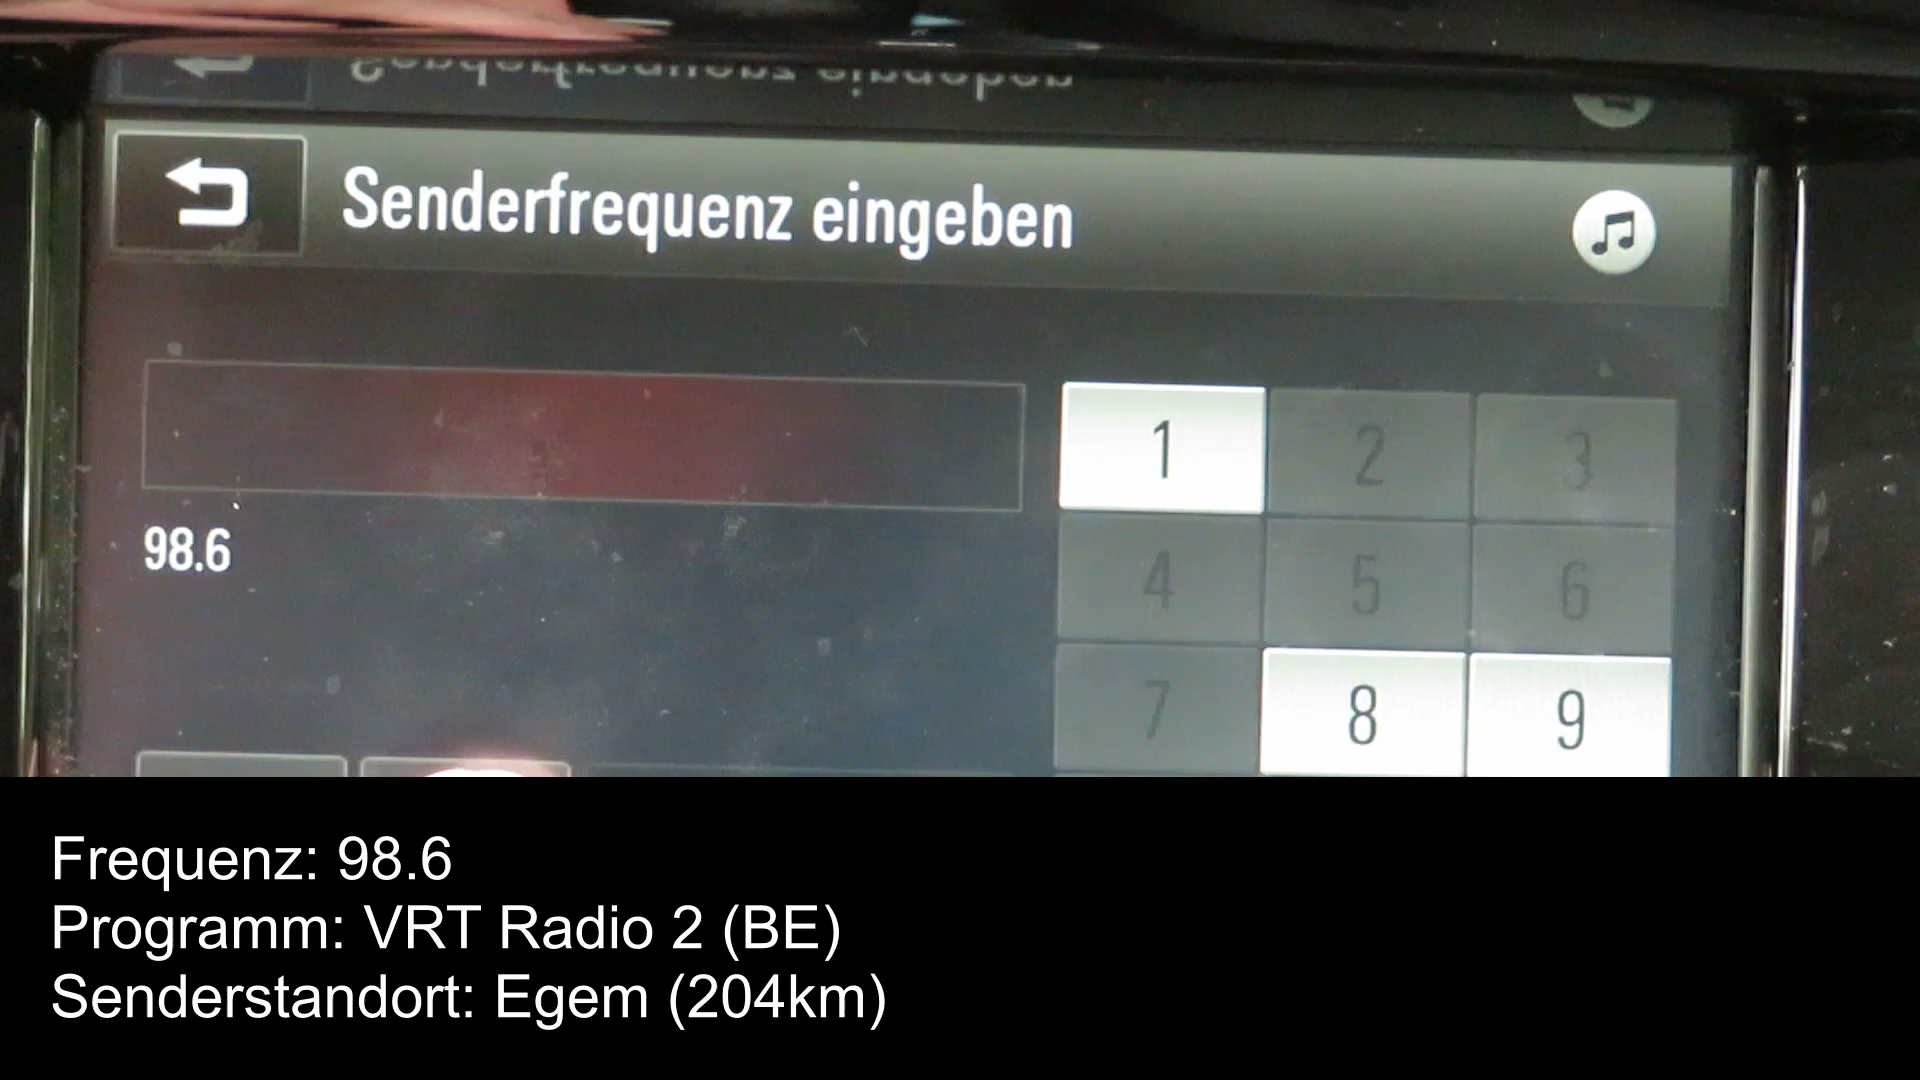 Senderfrequenz eingeben
1 2 3
98.6
4 5 6
7 8 9
Frequenz: 98.6
Programm: VRT Radio 2 (BE)
Senderstandort: Egem (204km)